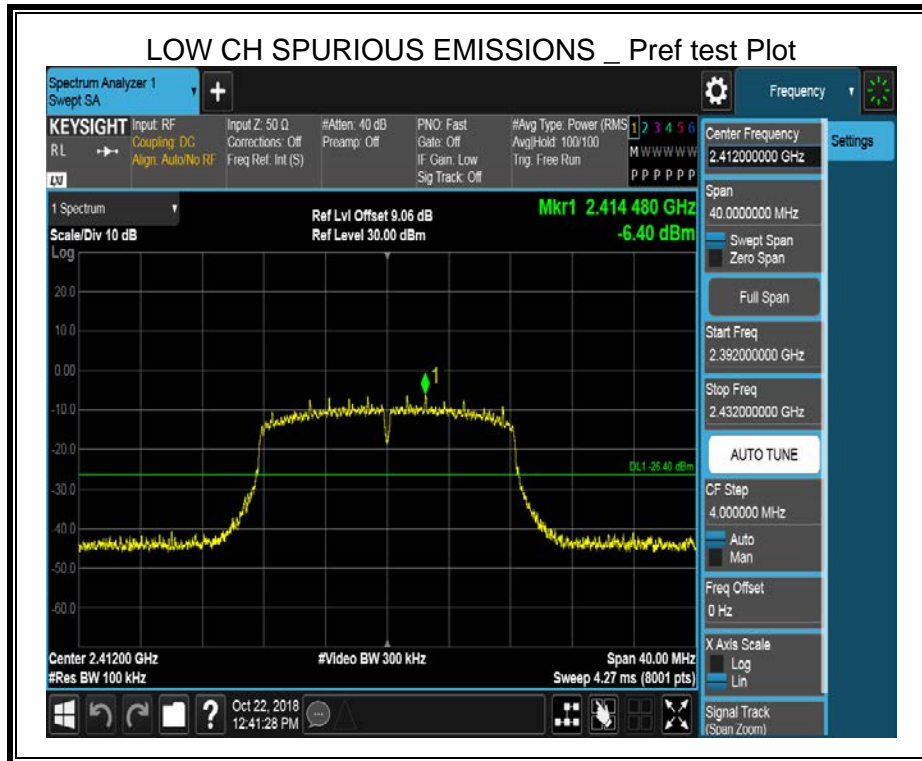 LOW CH SPURIOUS EMISSIONS _ Pref test Plot
Spectrum Analyzer 1
Swept SA
+
Frequency
KEYSIGHT
RL
LXI
Input: RF
Coupling: DC
Align: Auto/No RF
Input Z: 50 Ω
Corrections: Off
Freq Ref: Int (S)
#Atten: 40 dB
Preamp: Off
PNO: Fast
Gate: Off
IF Gain: Low
Sig Track: Off
#Avg Type: Power (RMS
Avg|Hold: 100/100
Trig: Free Run
1 2 3 4 5 6
M W W W W W
P P P P P P
Center Frequency
2.412000000 GHz
Settings
1 Spectrum
Scale/Div 10 dB
Ref Lvl Offset 9.06 dB
Ref Level 30.00 dBm
Mkr1 2.414 480 GHz
-6.40 dBm
Span
40.0000000 MHz
Swept Span
Zero Span
Full Span
Start Freq
2.392000000 GHz
Stop Freq
2.432000000 GHz
AUTO TUNE
CF Step
4.000000 MHz
Auto
Man
Freq Offset
0 Hz
X Axis Scale
Log
Lin
Signal Track
(Span Zoom)
Log
20.0
10.0
0.00
-10.0
-20.0
-30.0
-40.0
-50.0
-60.0
1
DL1 -26.40 dBm
Center 2.41200 GHz
#Res BW 100 kHz
#Video BW 300 kHz
Span 40.00 MHz
Sweep 4.27 ms (8001 pts)
?
Oct 22, 2018
12:41:28 PM